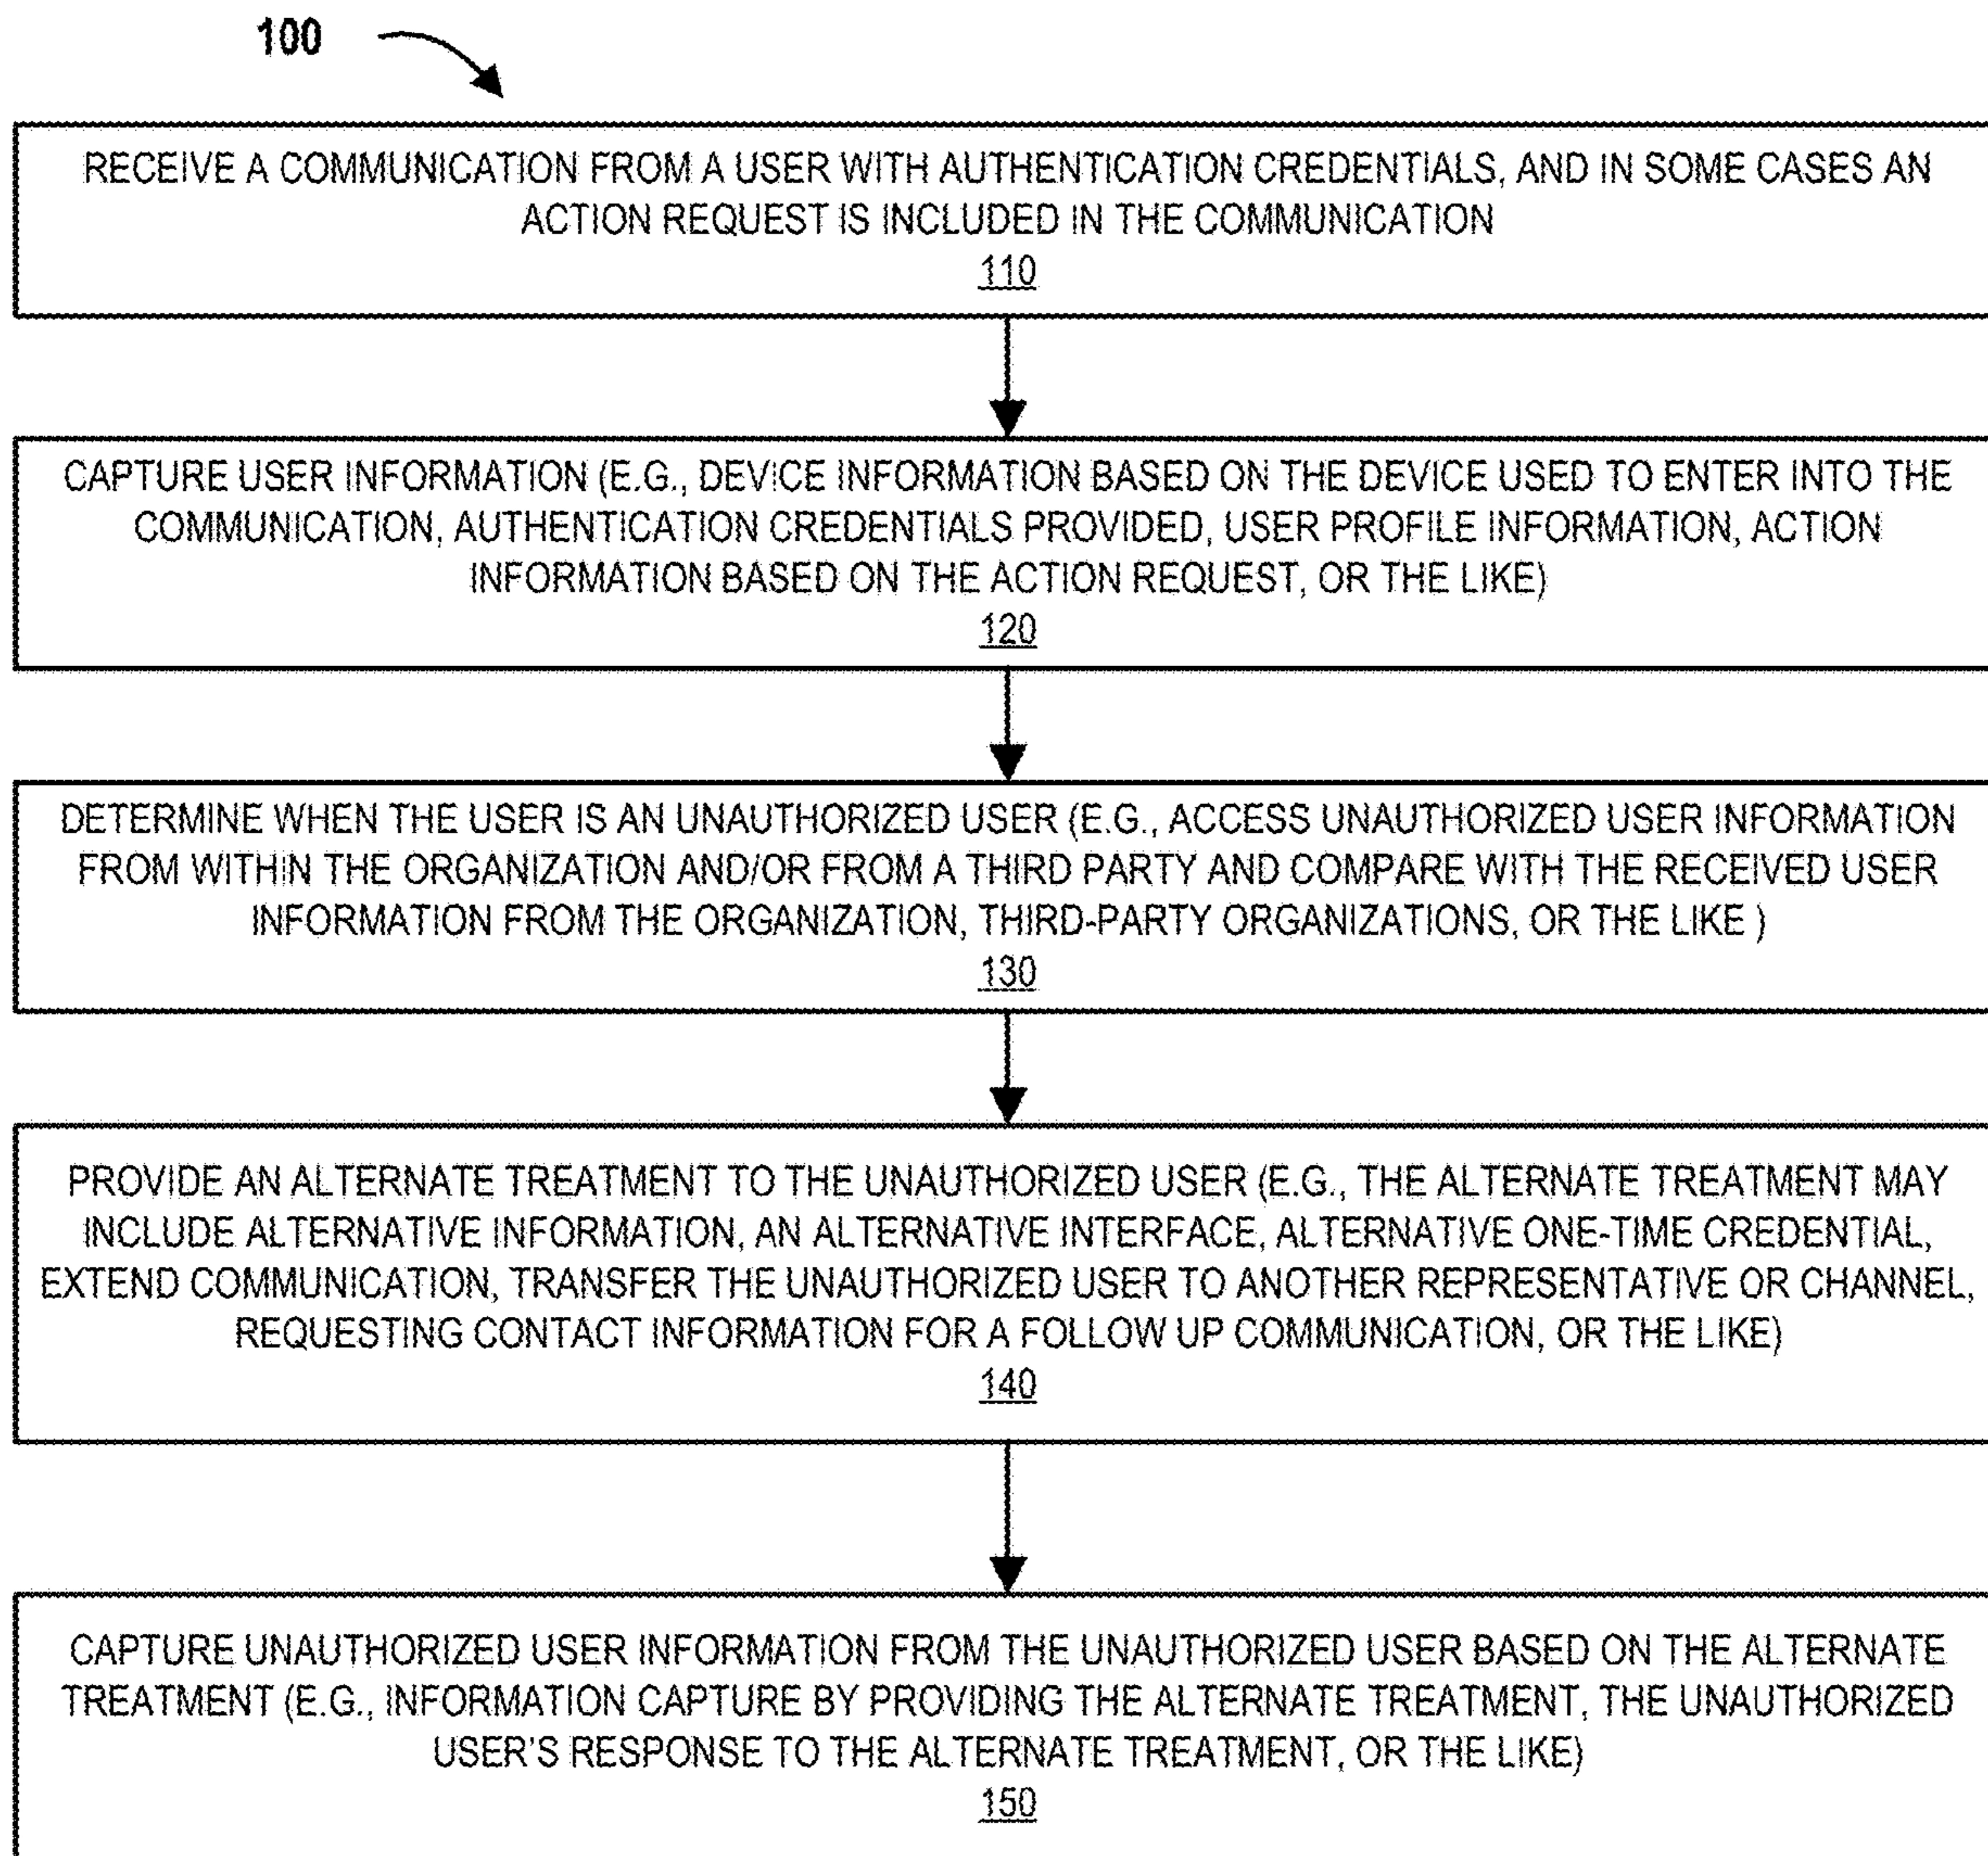 100
RECEIVE A COMMUNICATION FROM A USER WITH AUTHENTICATION CREDENTIALS, AND IN SOME CASES AN
ACTION REQUEST IS INCLUDED IN THE COMMUNICATION
110
CAPTURE USER INFORMATION (E.G., DEVICE INFORMATION BASED ON THE DEVICE USED TO ENTER INTO THE
COMMUNICATION, AUTHENTICATION CREDENTIALS PROVIDED, USER PROFILE INFORMATION, ACTION
INFORMATION BASED ON THE ACTION REQUEST, OR THE LIKE)
120
DETERMINE WHEN THE USER IS AN UNAUTHORIZED USER (E.G., ACCESS UNAUTHORIZED USER INFORMATION
FROM WITHIN THE ORGANIZATION AND/OR FROM A THIRD PARTY AND COMPARE WITH THE RECEIVED USER
INFORMATION FROM THE ORGANIZATION, THIRD-PARTY ORGANIZATIONS, OR THE LIKE )
130
PROVIDE AN ALTERNATE TREATMENT TO THE UNAUTHORIZED USER (E.G., THE ALTERNATE TREATMENT MAY
INCLUDE ALTERNATIVE INFORMATION, AN ALTERNATIVE INTERFACE, ALTERNATIVE ONE-TIME CREDENTIAL,
EXTEND COMMUNICATION, TRANSFER THE UNAUTHORIZED USER TO ANOTHER REPRESENTATIVE OR CHANNEL,
REQUESTING CONTACT INFORMATION FOR A FOLLOW UP COMMUNICATION, OR THE LIKE)
140
CAPTURE UNAUTHORIZED USER INFORMATION FROM THE UNAUTHORIZED USER BASED ON THE ALTERNATE
TREATMENT (E.G., INFORMATION CAPTURE BY PROVIDING THE ALTERNATE TREATMENT, THE UNAUTHORIZED
USER'S RESPONSE TO THE ALTERNATE TREATMENT, OR THE LIKE)
150